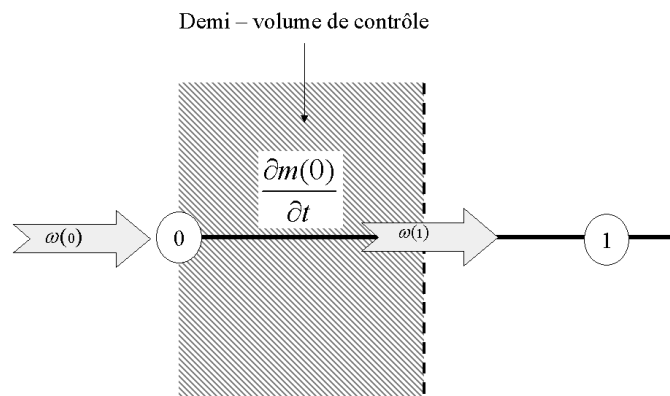 Demi – volume de contrôle
∂m(0)
∂t
ω(0)
0
ω(1)
1